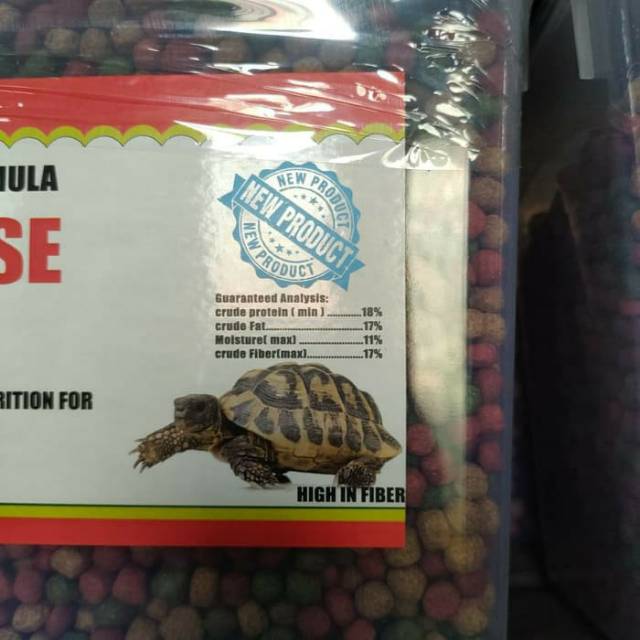 MULA
SE
NEW PRODUCT
NEW PRODUCT
NEW PRODUCT
Guaranteed Analysis:
crude protein ( min ) ............18%
crude Fat.................................17%
Moisture( max) .......................11%
crude Fiber(max)....................17%
RITION FOR
HIGH IN FIBER